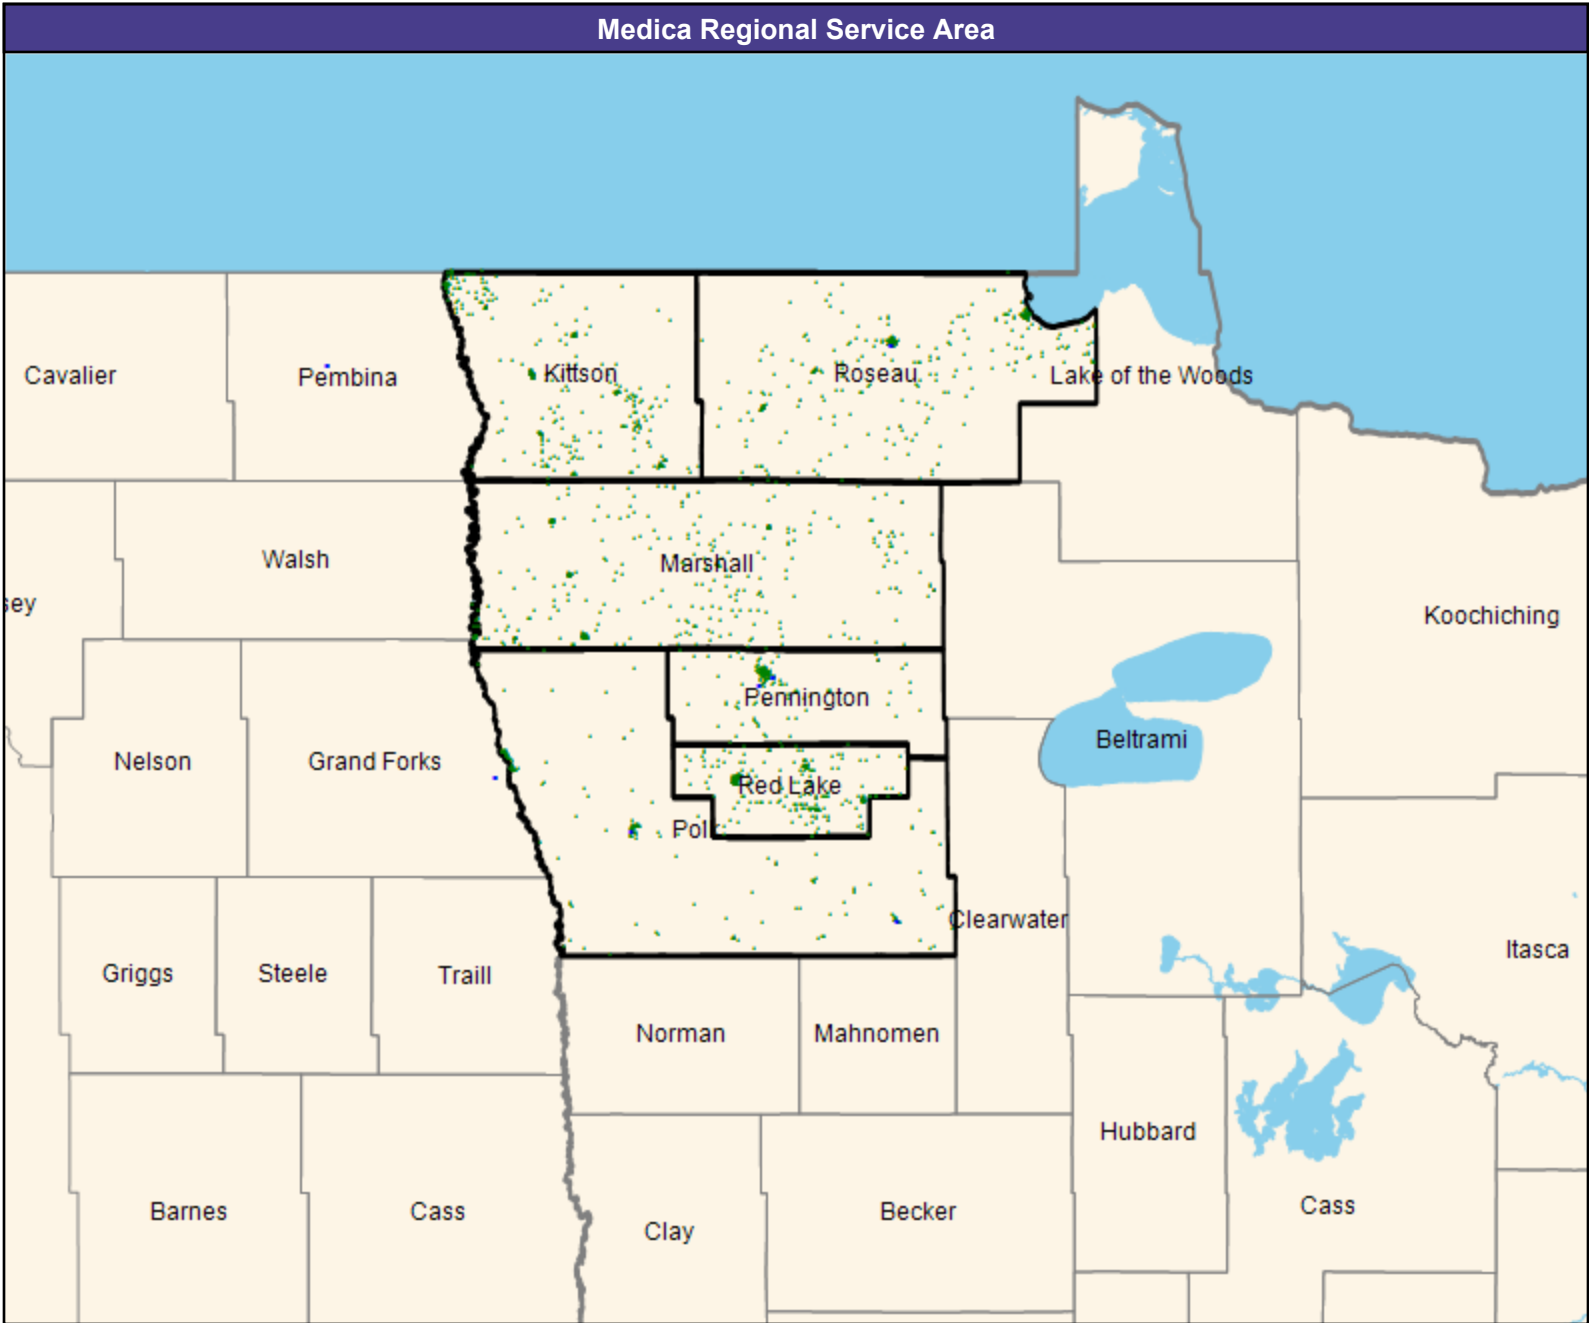 Medica Regional Service Area
Cavalier
Pembina
Kittson
Roseau
Lake of the Woods
Walsh
Marshall
sey
Koochiching
Pennington
Nelson
Grand Forks
Beltrami
Red Lake
Pol
Clearwater
Griggs
Steele
Traill
Itasca
Norman
Mahnomen
Hubbard
Barnes
Cass
Clay
Becker
Cass